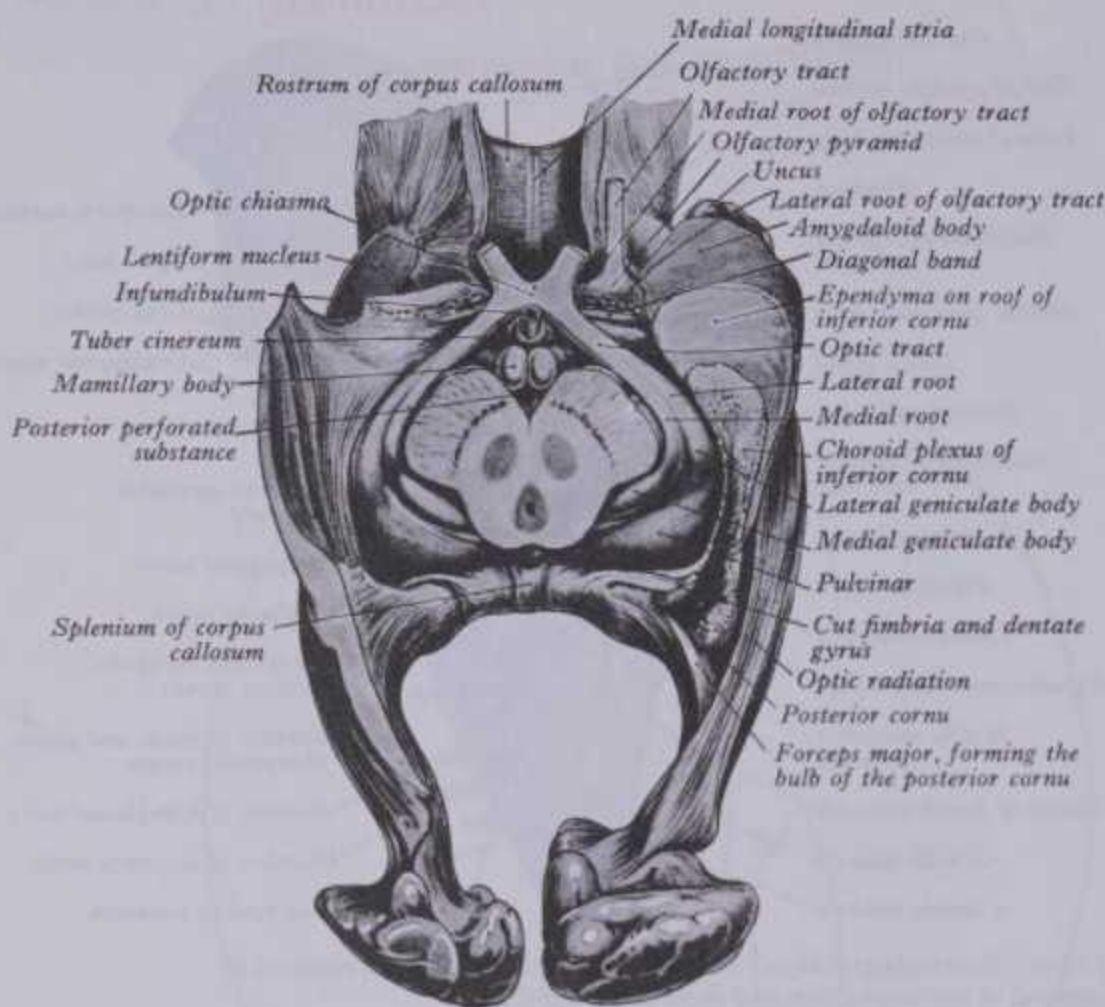 Medial longitudinal stria
Rostrum of corpus callosum
Olfactory tract
Medial root of olfactory tract
Olfactory pyramid
Uncus
Optic chiasma
Lateral root of olfactory tract
Amygdaloid body
Lentiform nucleus
Diagonal band
Infundibulum
Ependyma on roof of
inferior cornu
Tuber cinereum
Optic tract
Mamillary body
Lateral root
Posterior perforated
substance
Medial root
Choroid plexus of
inferior cornu
Lateral geniculate body
Medial geniculate body
Pulvinar
Splenium of corpus
callosum
Cut fimbria and dentate
gyrus
Optic radiation
Posterior cornu
Forceps major, forming the
bulb of the posterior cornu